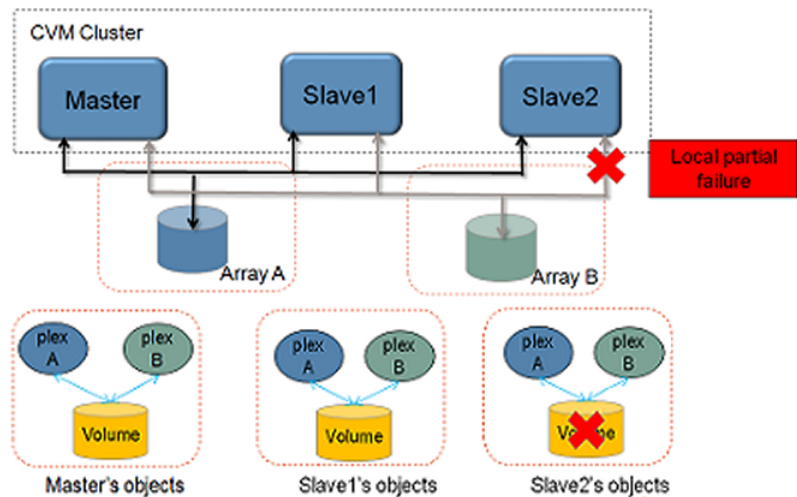 CVM Cluster
Master
Slave1
Slave2
Local partial
failure
Array A
Array B
plex
A
plex
B
Volume
plex
A
plex
B
Volume
plex
A
plex
B
Volume
Master's objects
Slave1's objects
Slave2's objects